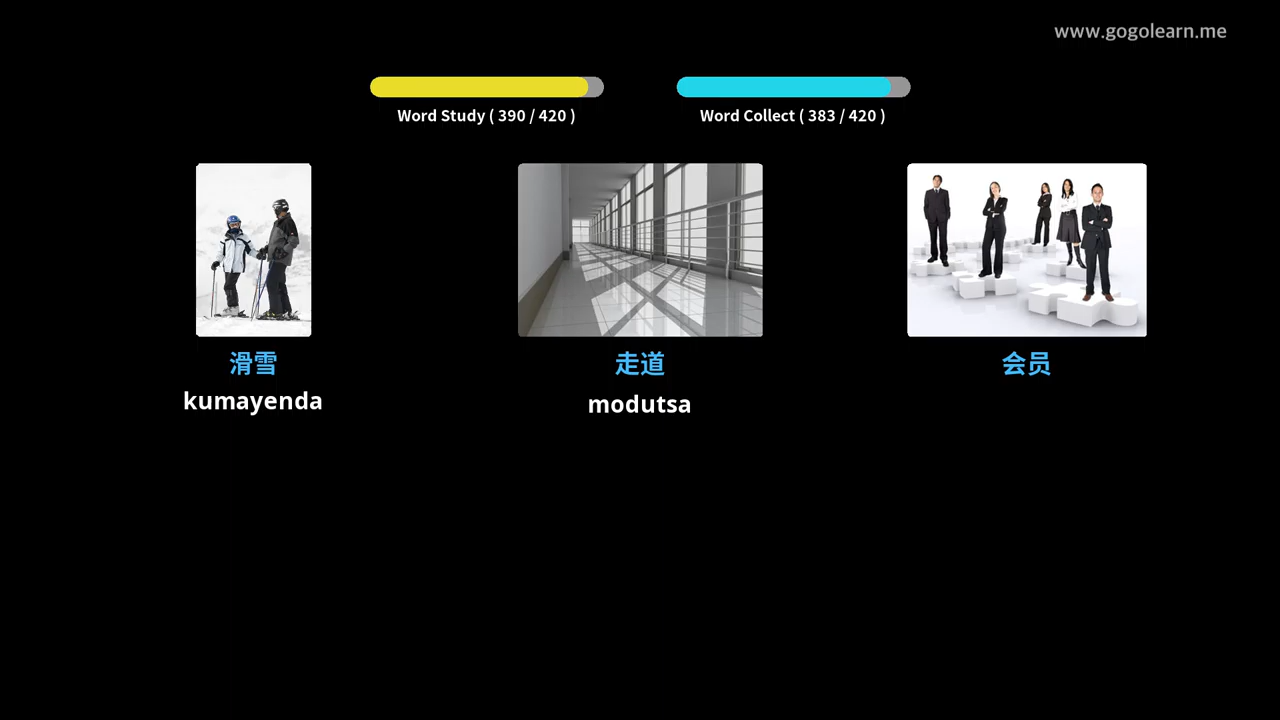 www.gogolearn.me
Word Study ( 390 / 420 )
Word Collect ( 383 / 420 )
滑雪
kumayenda
走道
modutsa
会员